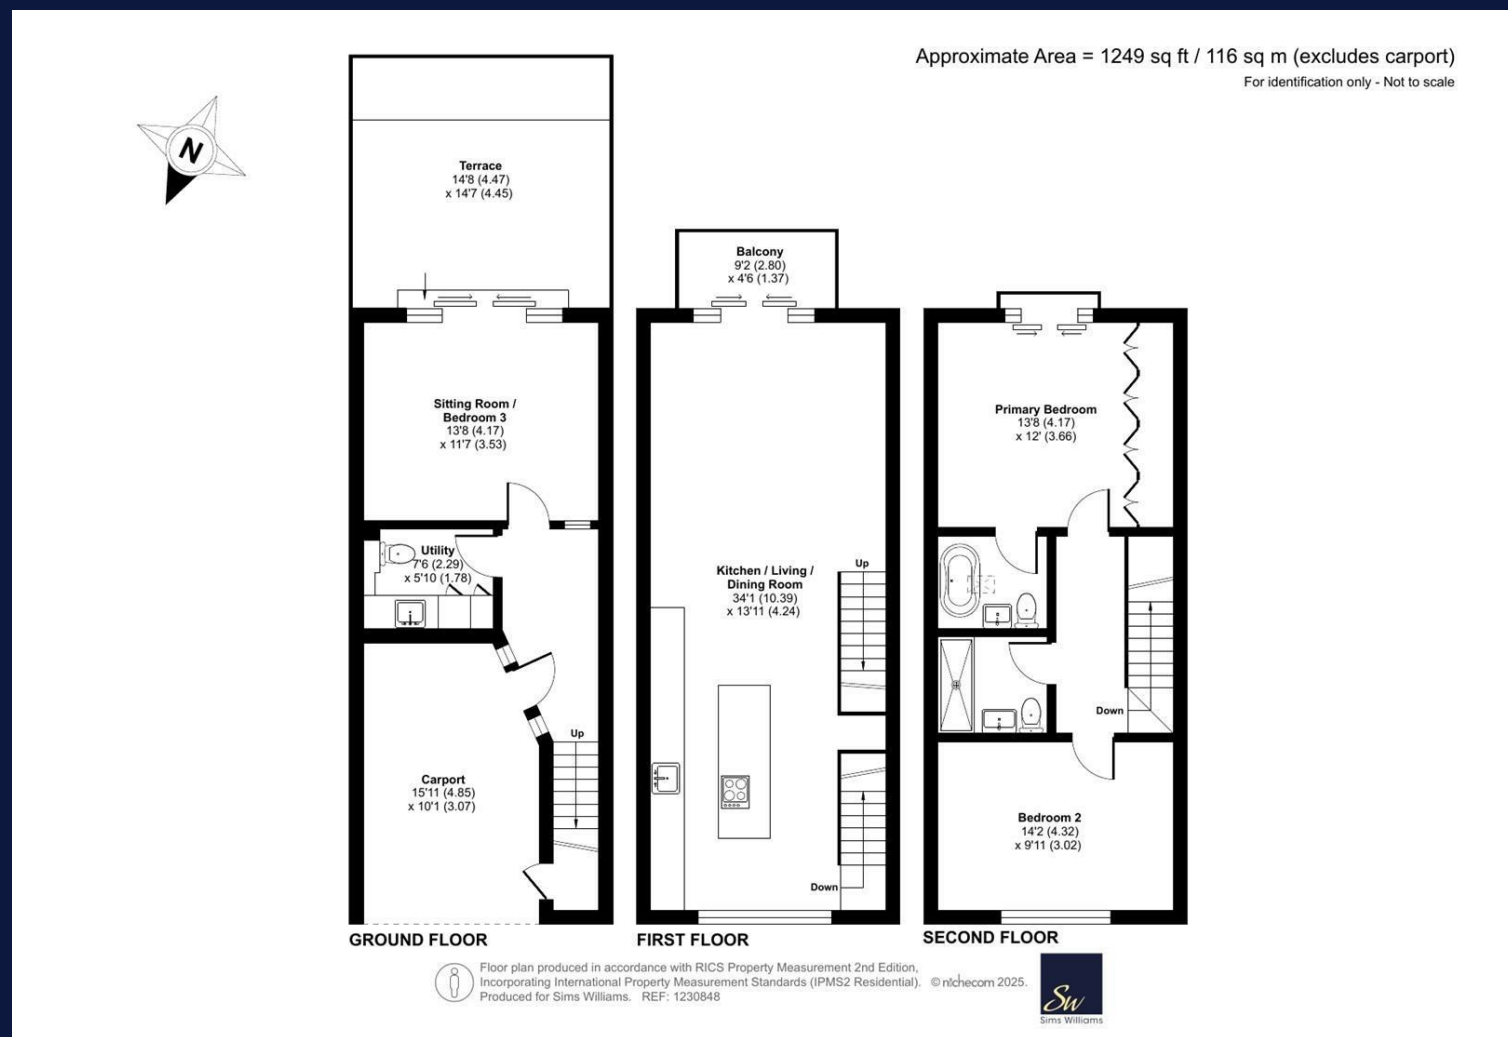 Approximate Area = 1249 sq ft / 116 sq m (excludes carport)
For identification only - Not to scale
N
Terrace
14'8 (4.47)
x 14'7 (4.45)
Sitting Room /
Bedroom 3
13'8 (4.17)
x 11'7 (3.53)
Utility
7'6 (2.29)
x 5'10 (1.78)
Up
Carport
15'11 (4.85)
x 10'1 (3.07)
GROUND FLOOR
Balcony
9'2 (2.80)
x 4'6 (1.37)
Up
Kitchen / Living /
Dining Room
34'1 (10.39)
x 13'11 (4.24)
Down
FIRST FLOOR
Primary Bedroom
13'8 (4.17)
x 12' (3.66)
Down
Bedroom 2
14'2 (4.32)
x 9'11 (3.02)
SECOND FLOOR
Floor plan produced in accordance with RICS Property Measurement 2nd Edition,
Incorporating International Property Measurement Standards (IPMS2 Residential). © nichecom 2025.
Produced for Sims Williams. REF: 1230848
Sw
Sims Williams